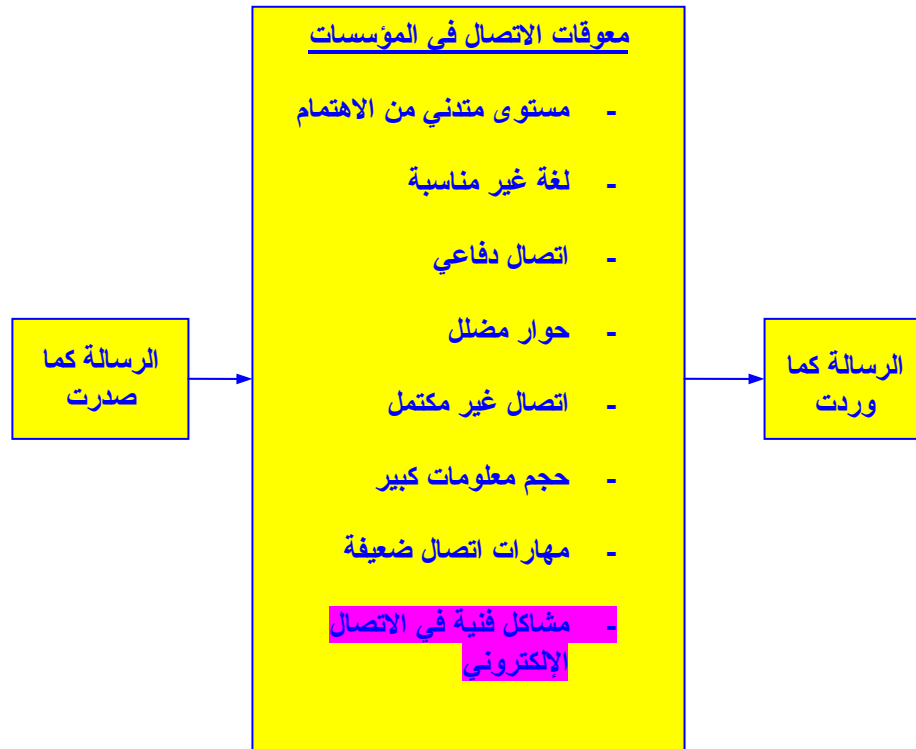 معوقات الاتصال في المؤسسات
- مستوى متدني من الاهتمام
- لغة غير مناسبة
- اتصال دفاعي
- حوار مضلل
- اتصال غير مكتمل
- حجم معلومات كبير
- مهارات اتصال ضعيفة
- مشاكل فنية في الاتصال
الإلكتروني
الرسالة كما
وردت
الرسالة كما
صدرت